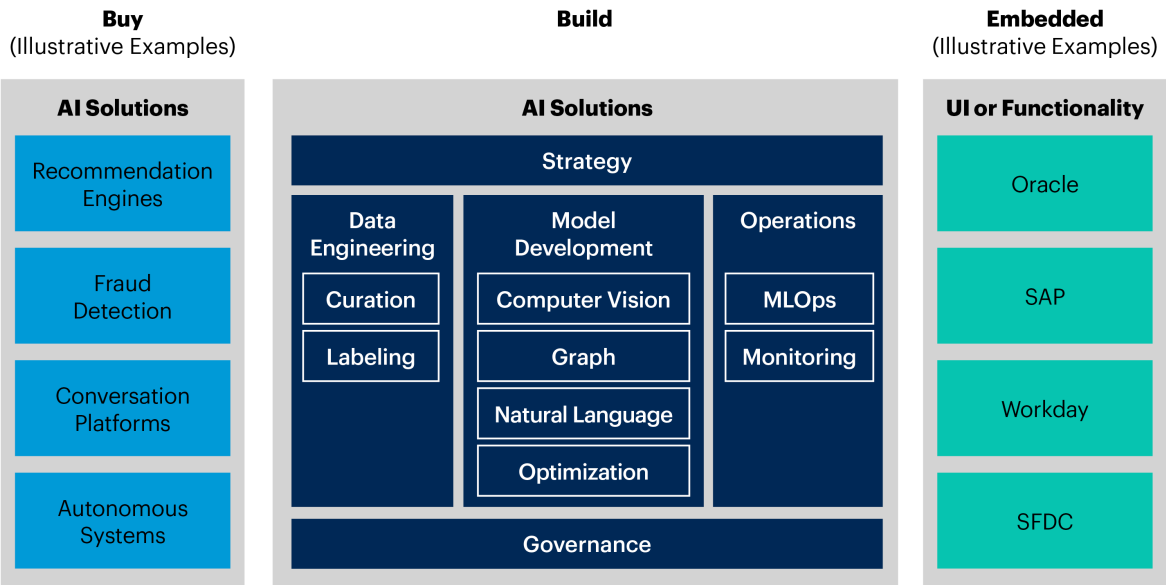 Buy
(Illustrative Examples)
AI Solutions
Recommendation
Engines
Fraud
Detection
Conversation
Platforms
Autonomous
Systems
Build
AI Solutions
Strategy
Data
Engineering
Curation
Labeling
Model
Development
Computer Vision
Graph
Natural Language
Optimization
Operations
MLOps
Monitoring
Governance
Embedded
(Illustrative Examples)
UI or Functionality
Oracle
SAP
Workday
SFDC